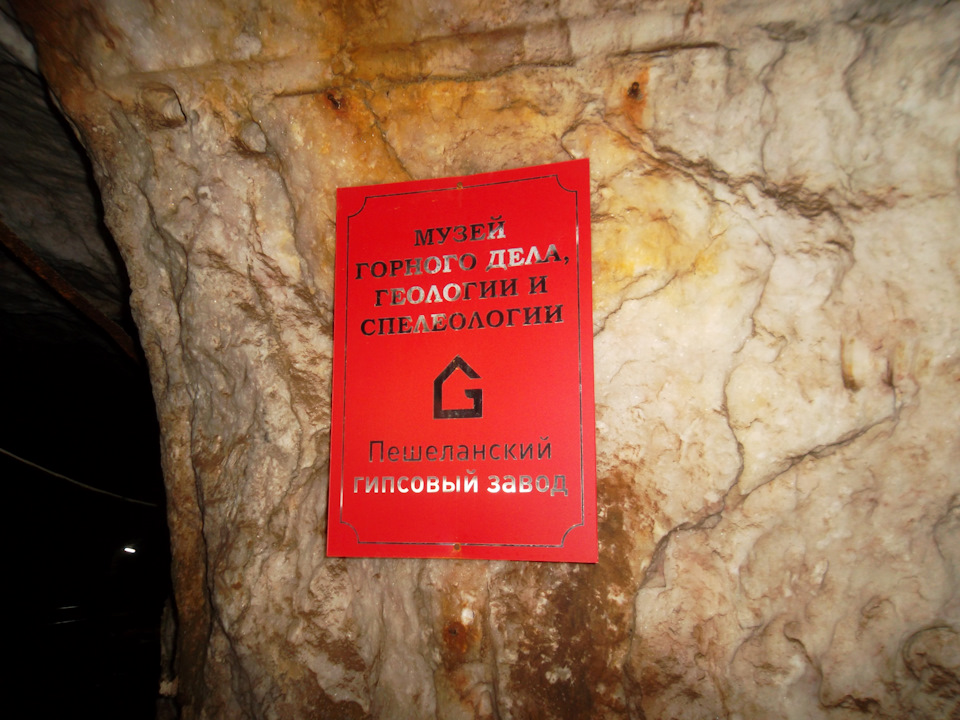 МУЗЕЙ
ГОРНОГО ДЕЛА,
ГЕОЛОГИИ И
СПЕЛЕОЛОГИИ
Пешеланский
гипсовый завод